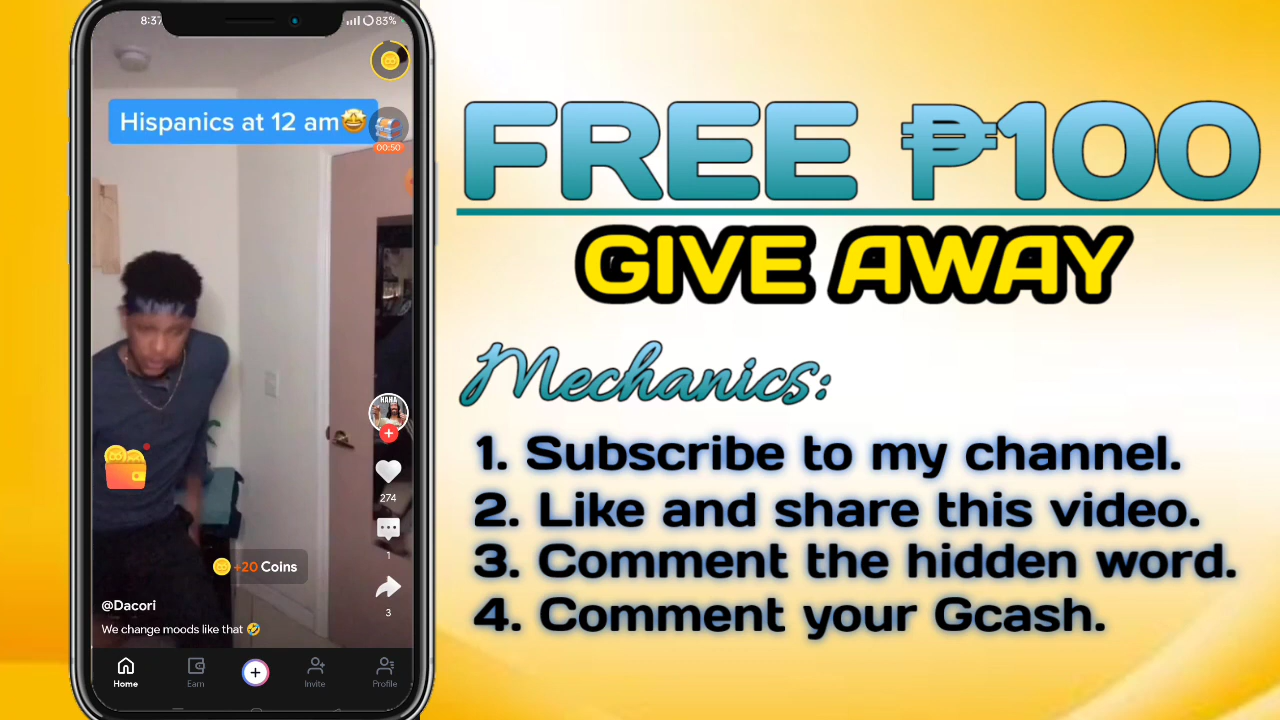 8:37
83%
Hispanics at 12 am🤩
00:50
HAHA
274
1
+20 Coins
3
@Dacori
We change moods like that 🤣
Home
Earn
Invite
Profile
FREE ₱100
GIVE AWAY
Mechanics:
1. Subscribe to my channel.
2. Like and share this video.
3. Comment the hidden word.
4. Comment your Gcash.